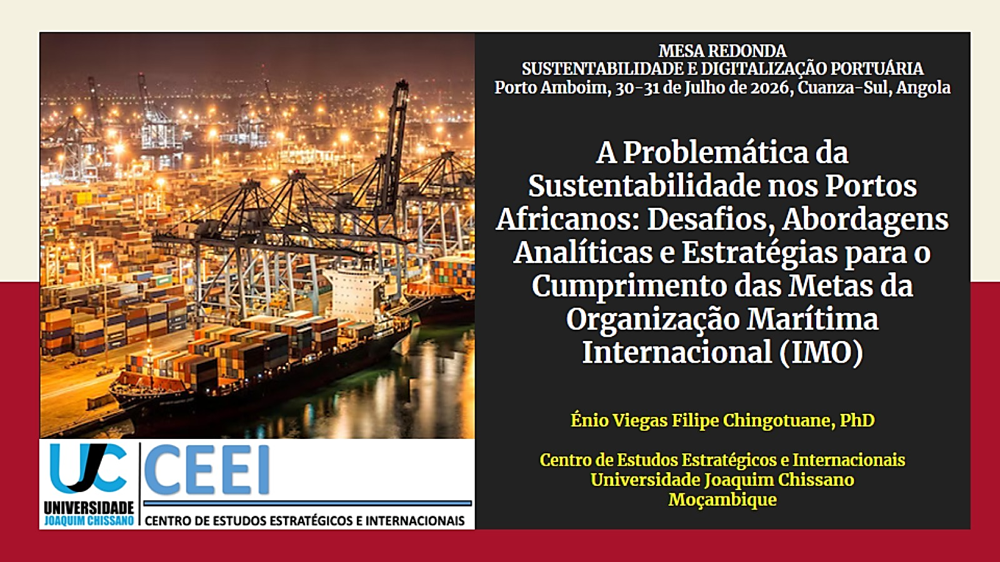 MESA REDONDA
SUSTENTABILIDADE E DIGITALIZAÇÃO PORTUÁRIA
Porto Amboim, 30-31 de Julho de 2026, Cuanza-Sul, Angola
A Problemática da
Sustentabilidade nos Portos
Africanos: Desafios, Abordagens
Analíticas e Estratégias para o
Cumprimento das Metas da
Organização Marítima
Internacional (IMO)
Énio Viegas Filipe Chingotuane, PhD
Centro de Estudos Estratégicos e Internacionais
Universidade Joaquim Chissano
Moçambique
UJC
UNIVERSIDADE
JOAQUIM CHISSANO
CEEI
CENTRO DE ESTUDOS ESTRATÉGICOS E INTERNACIONAIS